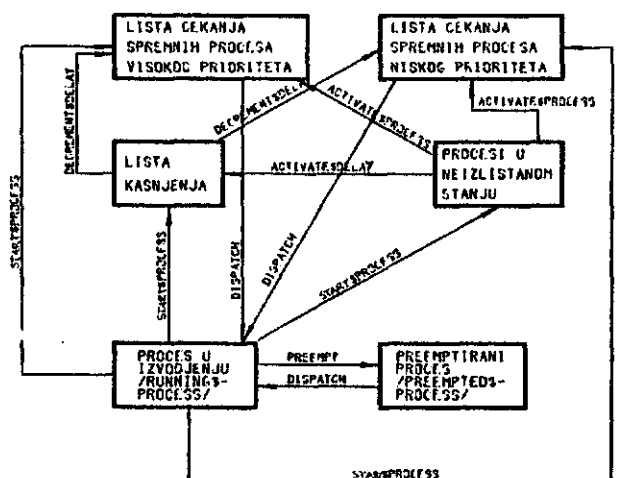 LISTA CEKANJA
SPREMNIH PROCESA
VISOKOG PRIORITETA
LISTA CEKANJA
SPREMNIH PROCESA
NISKOG PRIORITETA
DECREMENT$DELAY
DECREMENT$DELAY
ACTIVATE$PROCESS
ACTIVATE$PROCESS
LISTA
KASNJENJA
ACTIVATE$DELAY
PROCESI U
NEIZLISTANOM
STANJU
START$PROCESS
START$PROCESS
DISPATCH
DISPATCH
START$PROCESS
PROCES U
IZVODJENJU
/RUNNING$-
PROCESS/
PREEMPT
DISPATCH
PREEMPTIRANI
PROCES
/PREEMPTED$-
PROCESS/
START$PROCESS